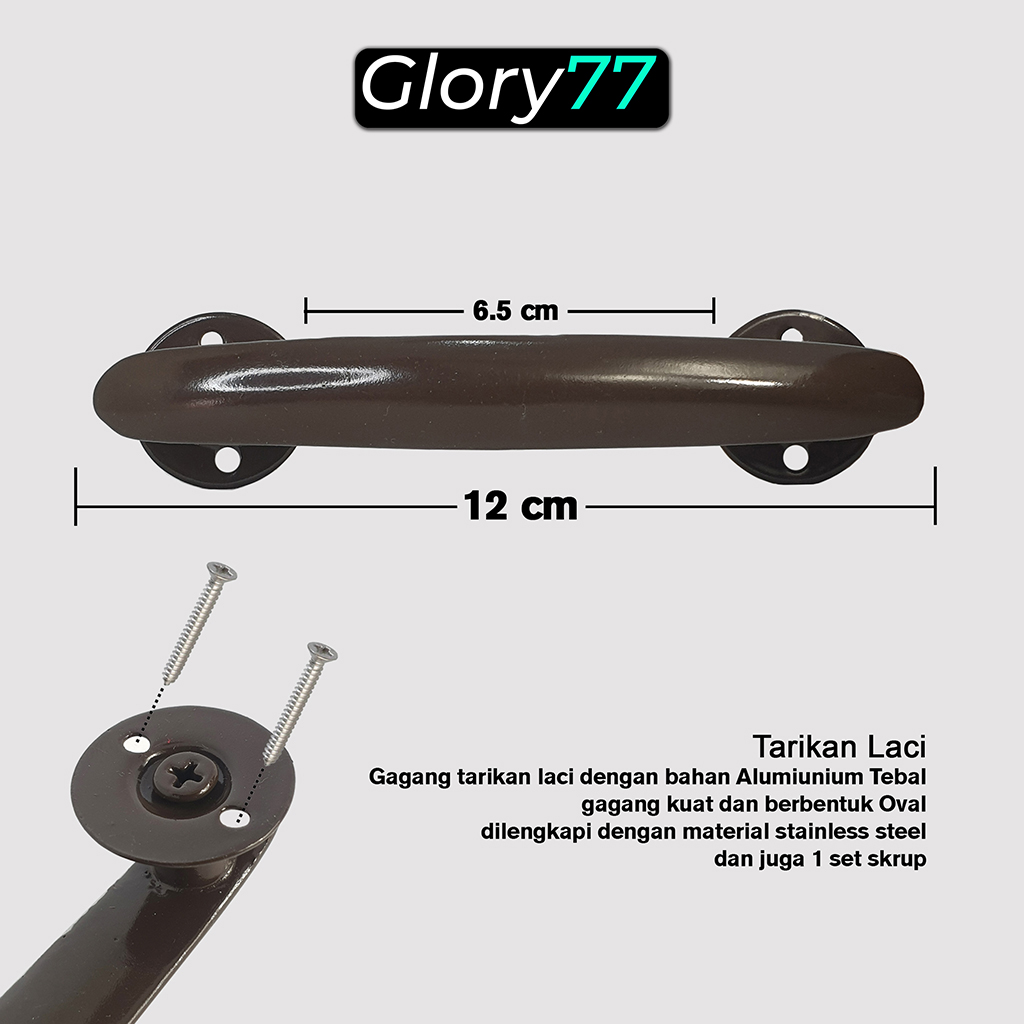 Glory77
6.5 cm
12 cm
Tarikan Laci
Gagang tarikan laci dengan bahan Alumiunium Tebal
gagang kuat dan berbentuk Oval
dilengkapi dengan material stainless steel
dan juga 1 set skrup